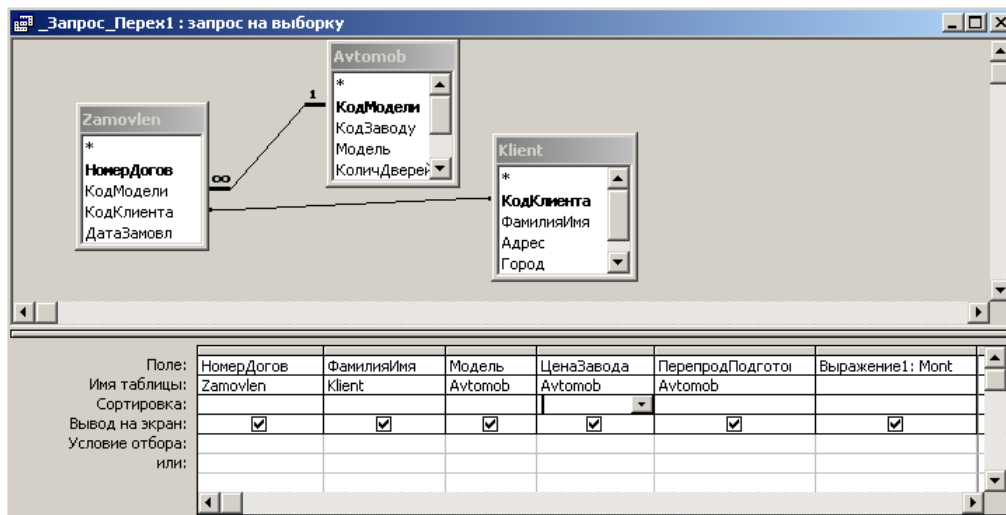 _Запрос_Перех1 : запрос на выборку
Avtomob
*
КодМодели
КодЗаводу
Модель
КоличДверей
1
Zamovlen
*
НомерДогов
КодМодели
КодКлиента
ДатаЗамовл
∞
Klient
*
КодКлиента
ФамилияИмя
Адрес
Город
Поле: НомерДогов ФамилияИмя Модель ЦенаЗавода ПерепродПодготов Выражение1: Mont
Имя таблицы: Zamovlen Klient Avtomob Avtomob Avtomob
Сортировка:
Вывод на экран:
Условие отбора:
или: